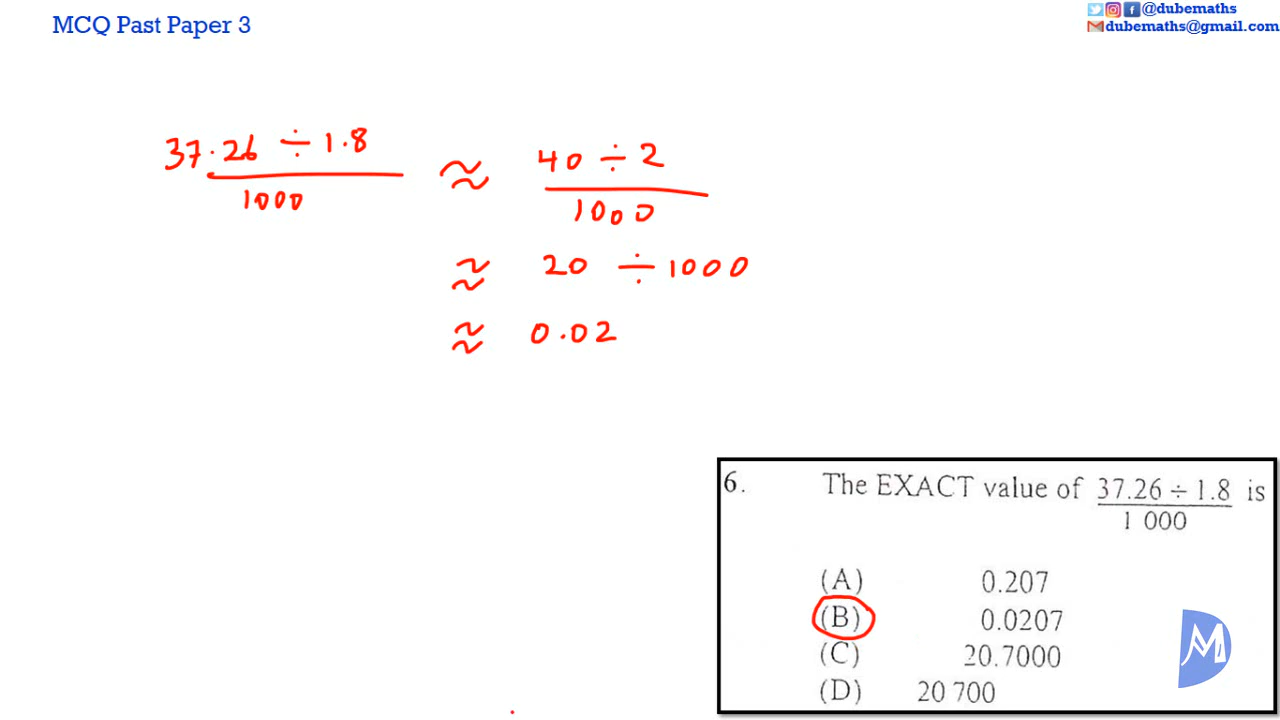 MCQ Past Paper 3
@dubemaths
dubemaths@gmail.com
37.26 ÷ 1.8
1000
≈ 40 ÷ 2
1000
≈ 20 ÷ 1000
≈ 0.02
6. The EXACT value of 37.26 ÷ 1.8 is
1 000
(A) 0.207
(B) 0.0207
(C) 20.7000
(D) 20 700
M